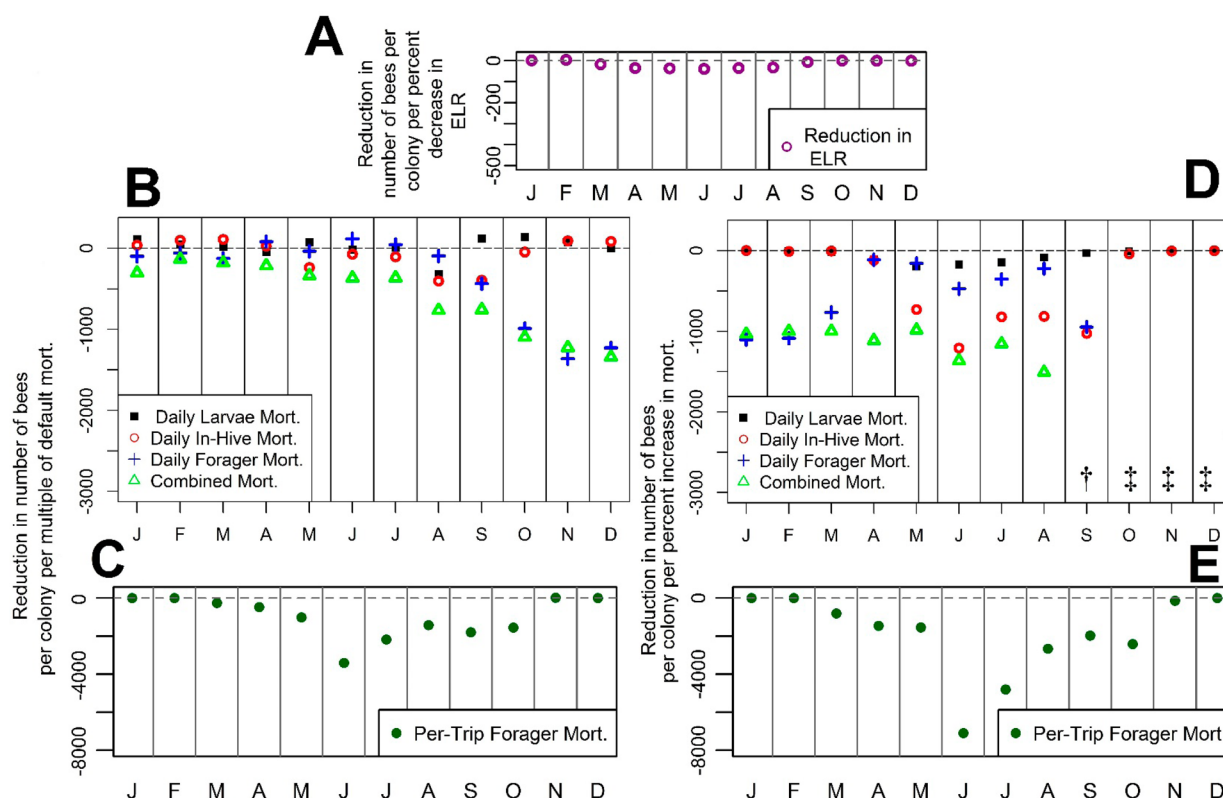 A
Reduction in
number of bees per
colony per percent
decrease in
ELR
0
-200
-500
Reduction in
ELR
J F M A M J J A S O N D
B
Reduction in number of bees
per colony per multiple of default mort.
0
-1000
-2000
-3000
Daily Larvae Mort.
Daily In-Hive Mort.
Daily Forager Mort.
Combined Mort.
J F M A M J J A S O N D
D
Reduction in number of bees
per colony per percent increase in mort.
0
-1000
-2000
-3000
Daily Larvae Mort.
Daily In-Hive Mort.
Daily Forager Mort.
Combined Mort.
† ‡ ‡ ‡
J F M A M J J A S O N D
C
0
-4000
-8000
Per-Trip Forager Mort.
J F M A M J J A S O N D
E
0
-4000
-8000
Per-Trip Forager Mort
J F M A M J J A S O N D